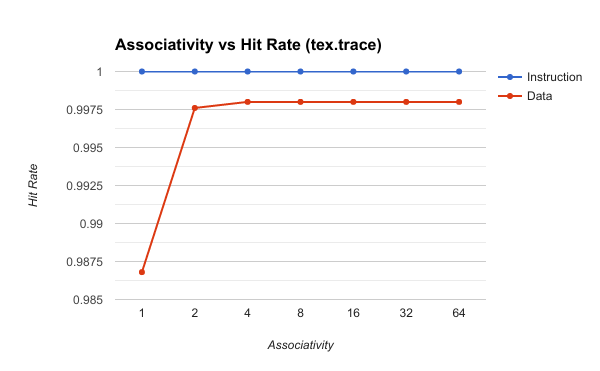 Associativity vs Hit Rate (tex.trace)
1
0.9975
0.995
0.9925
0.99
0.9875
0.985
Hit Rate
1 2 4 8 16 32 64
Associativity
Instruction
Data